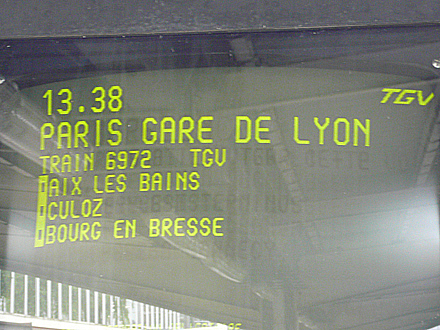 13.38
TGV
PARIS GARE DE LYON
TRAIN 6972 TGV
AIX LES BAINS
CULOZ
BOURG EN BRESSE